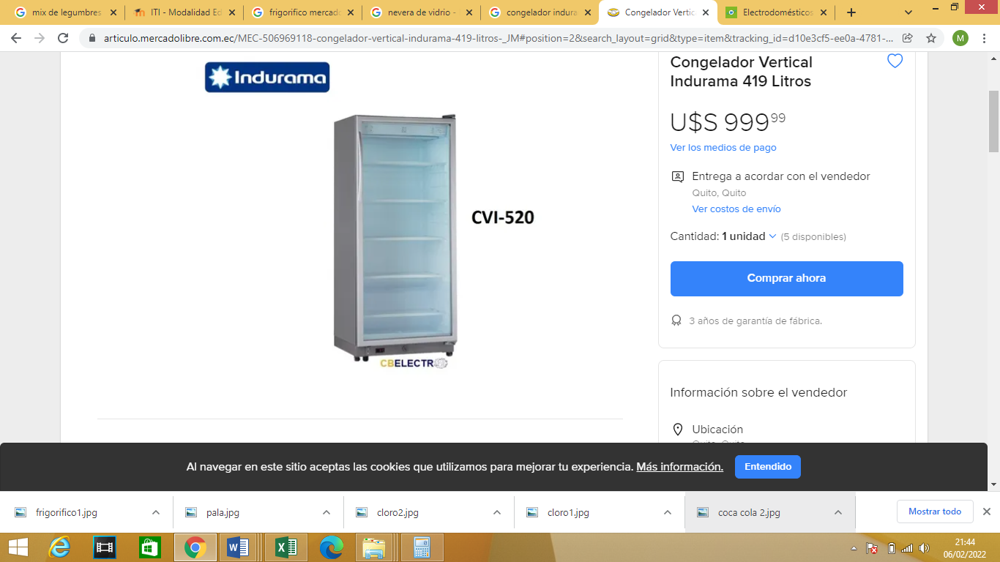 mix de legumbres
ITI - Modalidad Ed
frigorifico mercado
nevera de vidrio -
congelador indura
Congelador Vertic
Electrodomésticos
articulo.mercadolibre.com.ec/MEC-506969118-congelador-vertical-indurama-419-litros-_JM#position=2&search_layout=grid&type=item&tracking_id=d10e3cf5-ee0a-4781-...
M
Indurama
CVI-520
CBELECTRO
Congelador Vertical
Indurama 419 Litros
U$S 999 99
Ver los medios de pago
Entrega a acordar con el vendedor
Quito, Quito
Ver costos de envío
Cantidad: 1 unidad (5 disponibles)
Comprar ahora
3 años de garantía de fábrica.
Información sobre el vendedor
Ubicación
Quito, Quito
Al navegar en este sitio aceptas las cookies que utilizamos para mejorar tu experiencia. Más información. Entendido
frigorifico1.jpg
pala.jpg
cloro2.jpg
cloro1.jpg
coca cola 2.jpg
Mostrar todo
21:44
06/02/2022